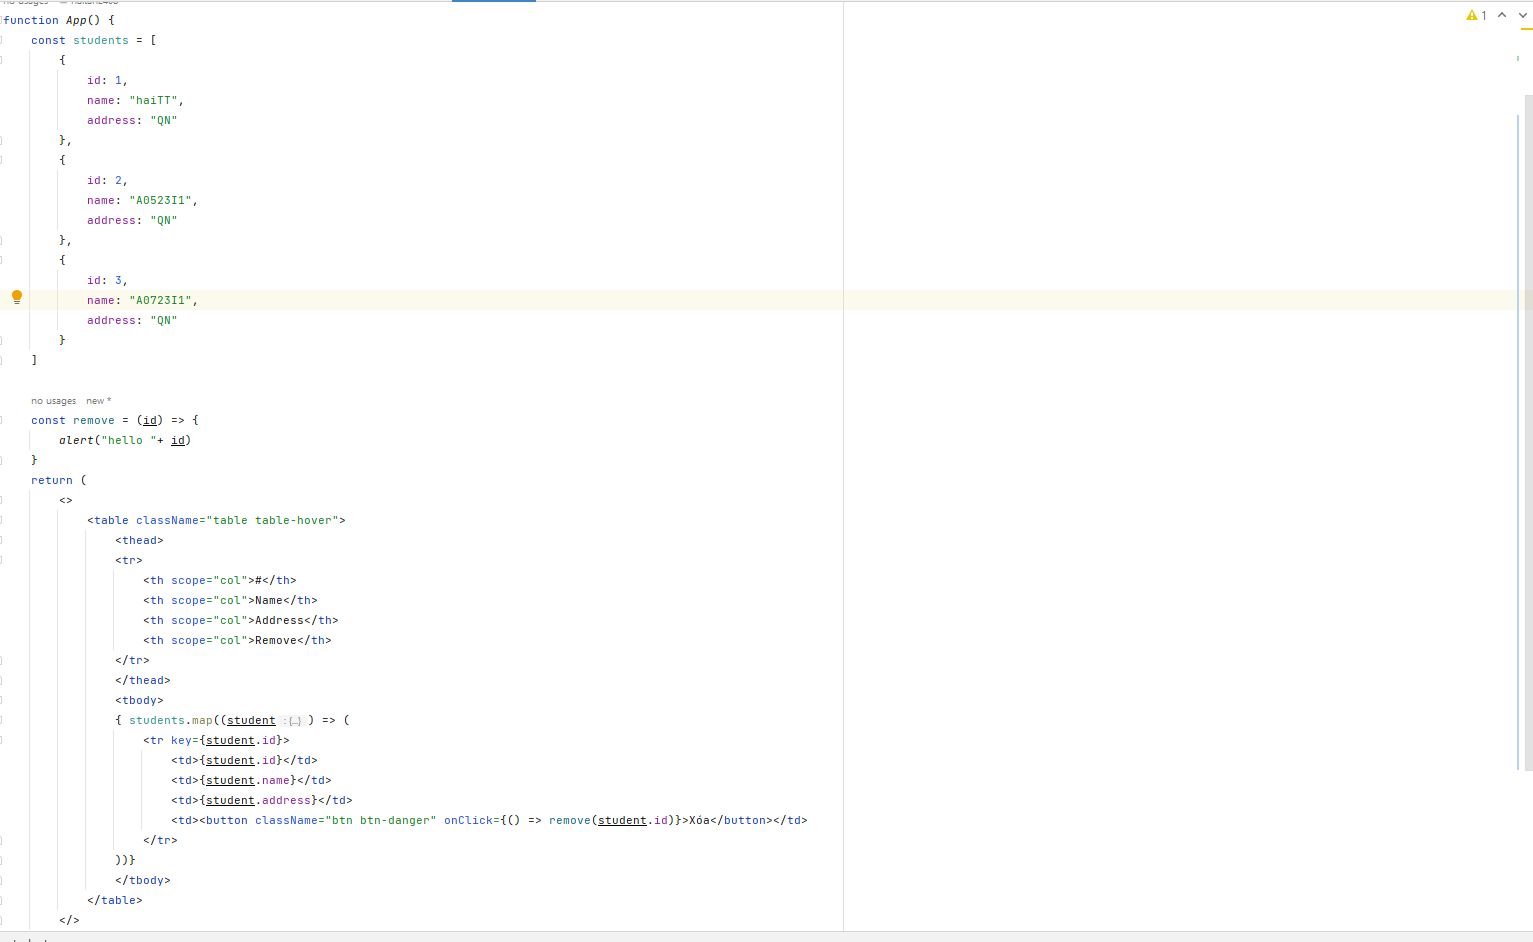 function App() {
const students = [
{
id: 1,
name: "haiTT",
address: "QN"
},
{
id: 2,
name: "A0523I1",
address: "QN"
},
{
id: 3,
name: "A0723I1",
address: "QN"
}
]
no usages new *
const remove = (id) => {
alert("hello "+ id)
}
return (
<>
<table className="table table-hover">
<thead>
<tr>
<th scope="col">#</th>
<th scope="col">Name</th>
<th scope="col">Address</th>
<th scope="col">Remove</th>
</tr>
</thead>
<tbody>
{ students.map((student :{...} ) => (
<tr key={student.id}>
<td>{student.id}</td>
<td>{student.name}</td>
<td>{student.address}</td>
<td><button className="btn btn-danger" onClick={() => remove(student.id)}>Xóa</button></td>
</tr>
))}
</tbody>
</table>
</>
1